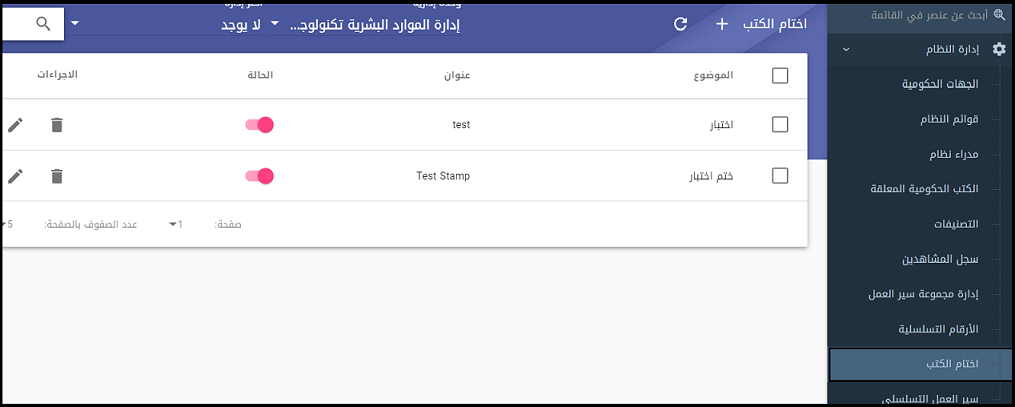 أبحث عن عنصر في القائمة
إدارة النظام
الجهات الحكومية
قوائم النظام
مدراء نظام
الكتب الحكومية المعلقة
التصنيفات
سجل المشاهدين
إدارة مجموعة سير العمل
الأرقام التسلسلية
اختام الكتب
سير العمل التسلسلي
اختام الكتب
إدارة الموارد البشرية تكنولوج...
لا يوجد
الموضوع عنوان الحالة الاجراءات
اختبار test
ختم اختبار Test Stamp
صفحة: 1 عدد الصفوف بالصفحة: 5